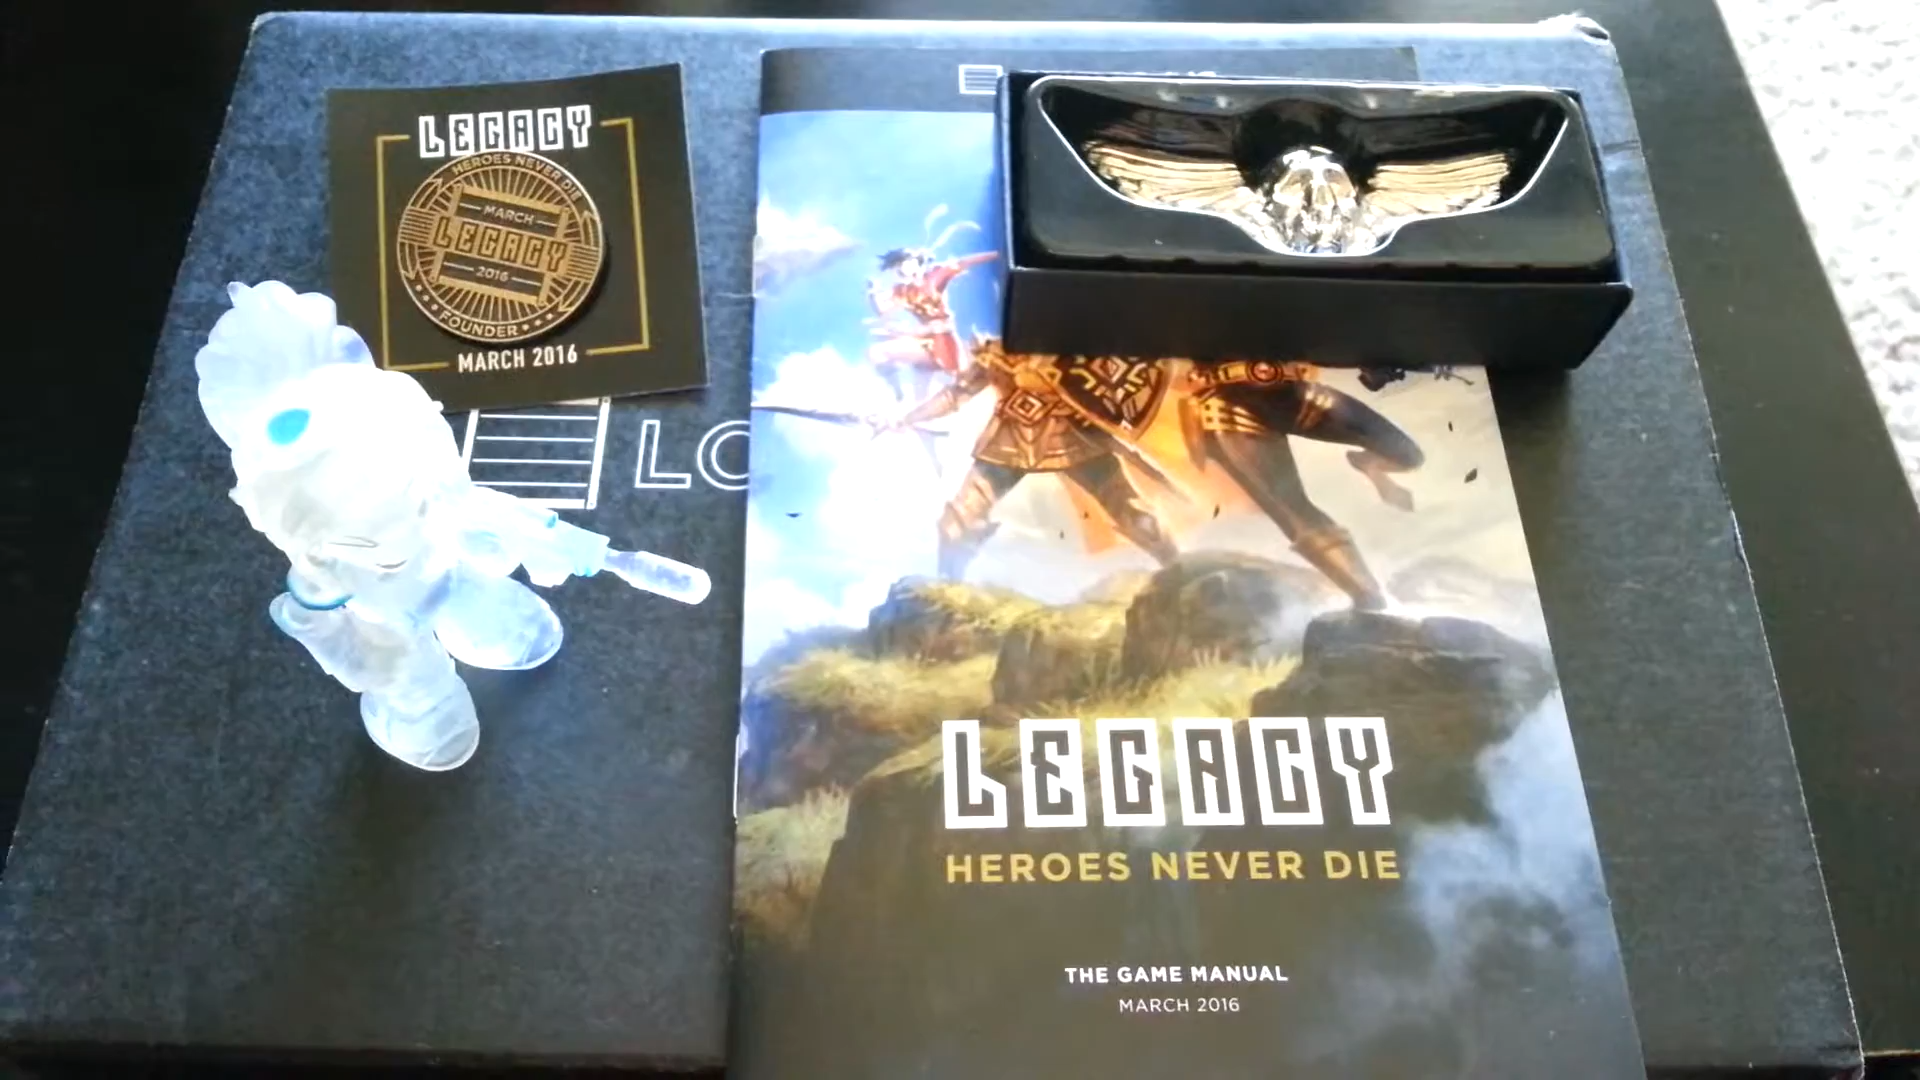 LEGACY
HEROES NEVER DIE
MARCH
LEGACY
2016
FOUNDER
MARCH 2016
LO
LEGACY
HEROES NEVER DIE
THE GAME MANUAL
MARCH 2016